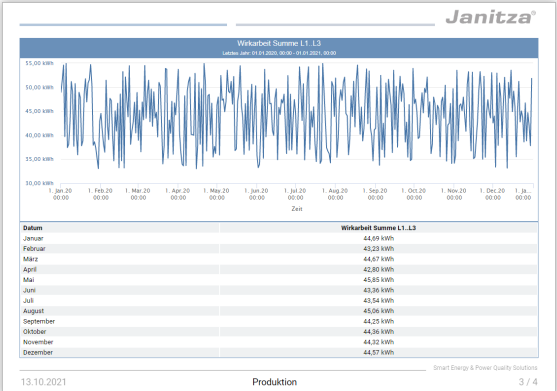 Janitza®
Wirkarbeit Summe L1..L3
Letztes Jahr: 01.01.2020, 00:00 - 01.01.2021, 00:00
55,00 kWh
50,00 kWh
45,00 kWh
40,00 kWh
35,00 kWh
30,00 kWh
1. Jan.20 1. Feb.20 1. Mar.20 1. Apr.20 1. May.20 1. Jun.20 1. Jul.20 1. Aug.20 1. Sep.20 1. Oct.20 1. Nov.20 1. Dec.20 1. Ja...
00:00 00:00 00:00 00:00 00:00 00:00 00:00 00:00 00:00 00:00 00:00 00:00 00:00
Zeit
Datum Wirkarbeit Summe L1..L3
Januar 44,69 kWh
Februar 43,23 kWh
März 44,67 kWh
April 42,80 kWh
Mai 45,85 kWh
Juni 43,36 kWh
Juli 43,54 kWh
August 45,06 kWh
September 44,25 kWh
Oktober 44,36 kWh
November 44,32 kWh
Dezember 44,57 kWh
Smart Energy & Power Quality Solutions
13.10.2021 Produktion 3 / 4